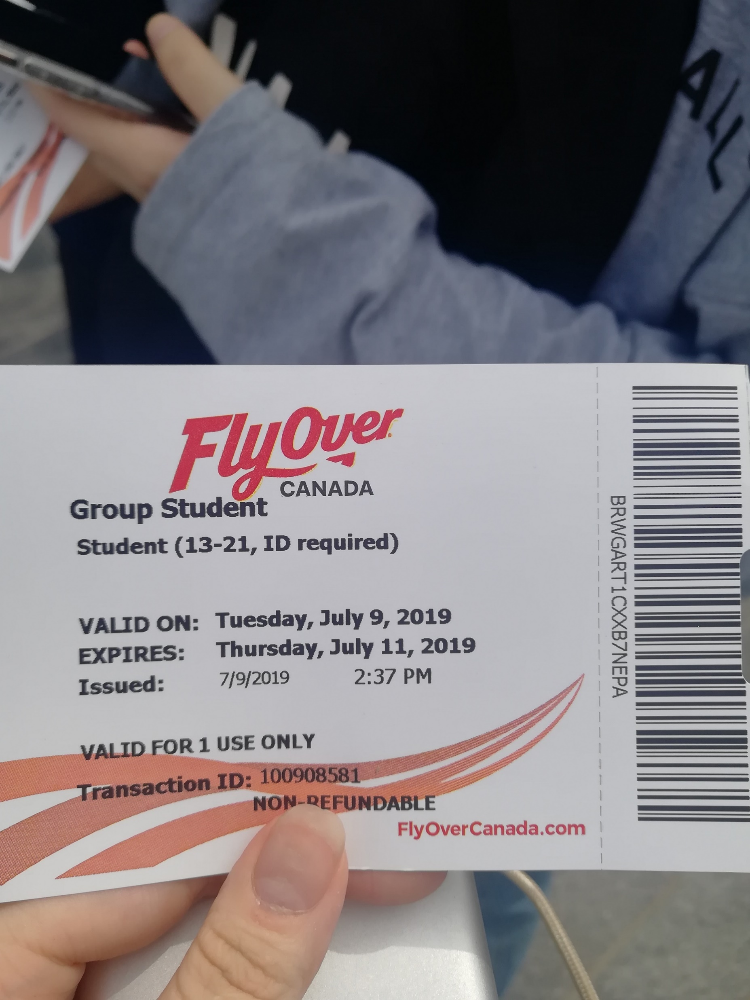 ALL
FlyOver
CANADA
Group Student
Student (13-21, ID required)
VALID ON: Tuesday, July 9, 2019
EXPIRES: Thursday, July 11, 2019
Issued: 7/9/2019 2:37 PM
VALID FOR 1 USE ONLY
Transaction ID: 100908581
NON-REFUNDABLE
FlyOverCanada.com
BRWGART1CXXB7NEPA